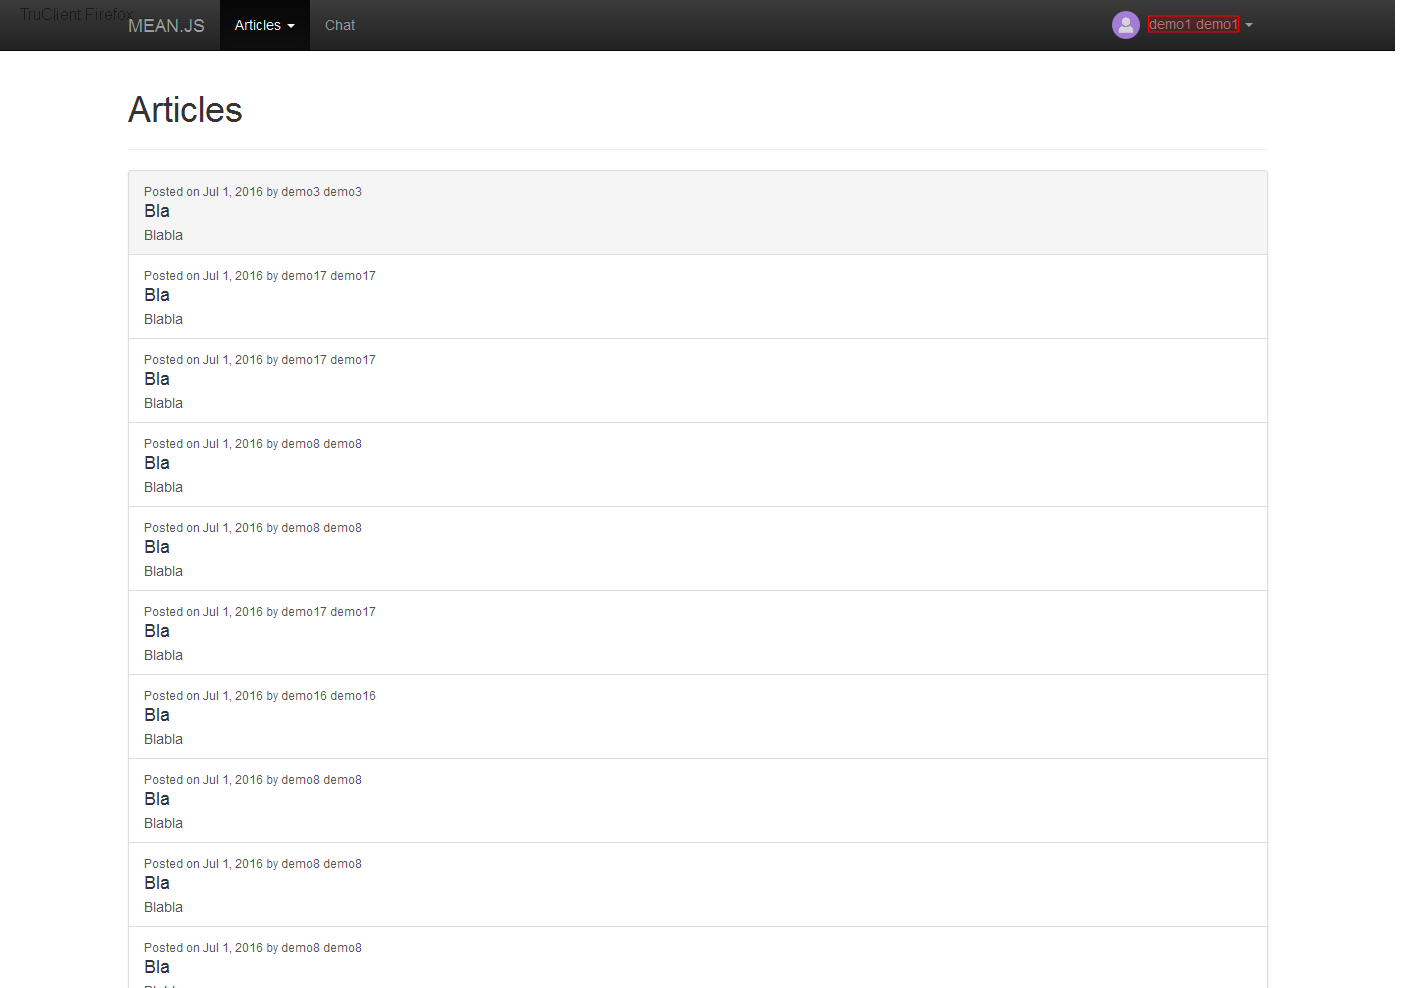 TruClient Firefox
MEAN.JS Articles Chat demo1 demo1
Articles
Posted on Jul 1, 2016 by demo3 demo3
Bla
Blabla
Posted on Jul 1, 2016 by demo17 demo17
Bla
Blabla
Posted on Jul 1, 2016 by demo17 demo17
Bla
Blabla
Posted on Jul 1, 2016 by demo8 demo8
Bla
Blabla
Posted on Jul 1, 2016 by demo8 demo8
Bla
Blabla
Posted on Jul 1, 2016 by demo17 demo17
Bla
Blabla
Posted on Jul 1, 2016 by demo16 demo16
Bla
Blabla
Posted on Jul 1, 2016 by demo8 demo8
Bla
Blabla
Posted on Jul 1, 2016 by demo8 demo8
Bla
Blabla
Posted on Jul 1, 2016 by demo8 demo8
Bla